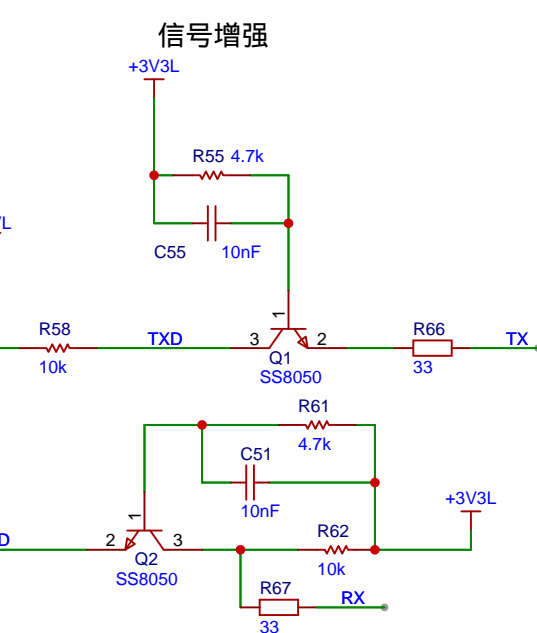 信号增强
+3V3L
R55 4.7k
C55 10nF
1
R58
10k
TXD
3
2
Q1
SS8050
R66
33
TX
R61
4.7k
C51
10nF
1
2
3
Q2
SS8050
R62
10k
+3V3L
R67
33
RX